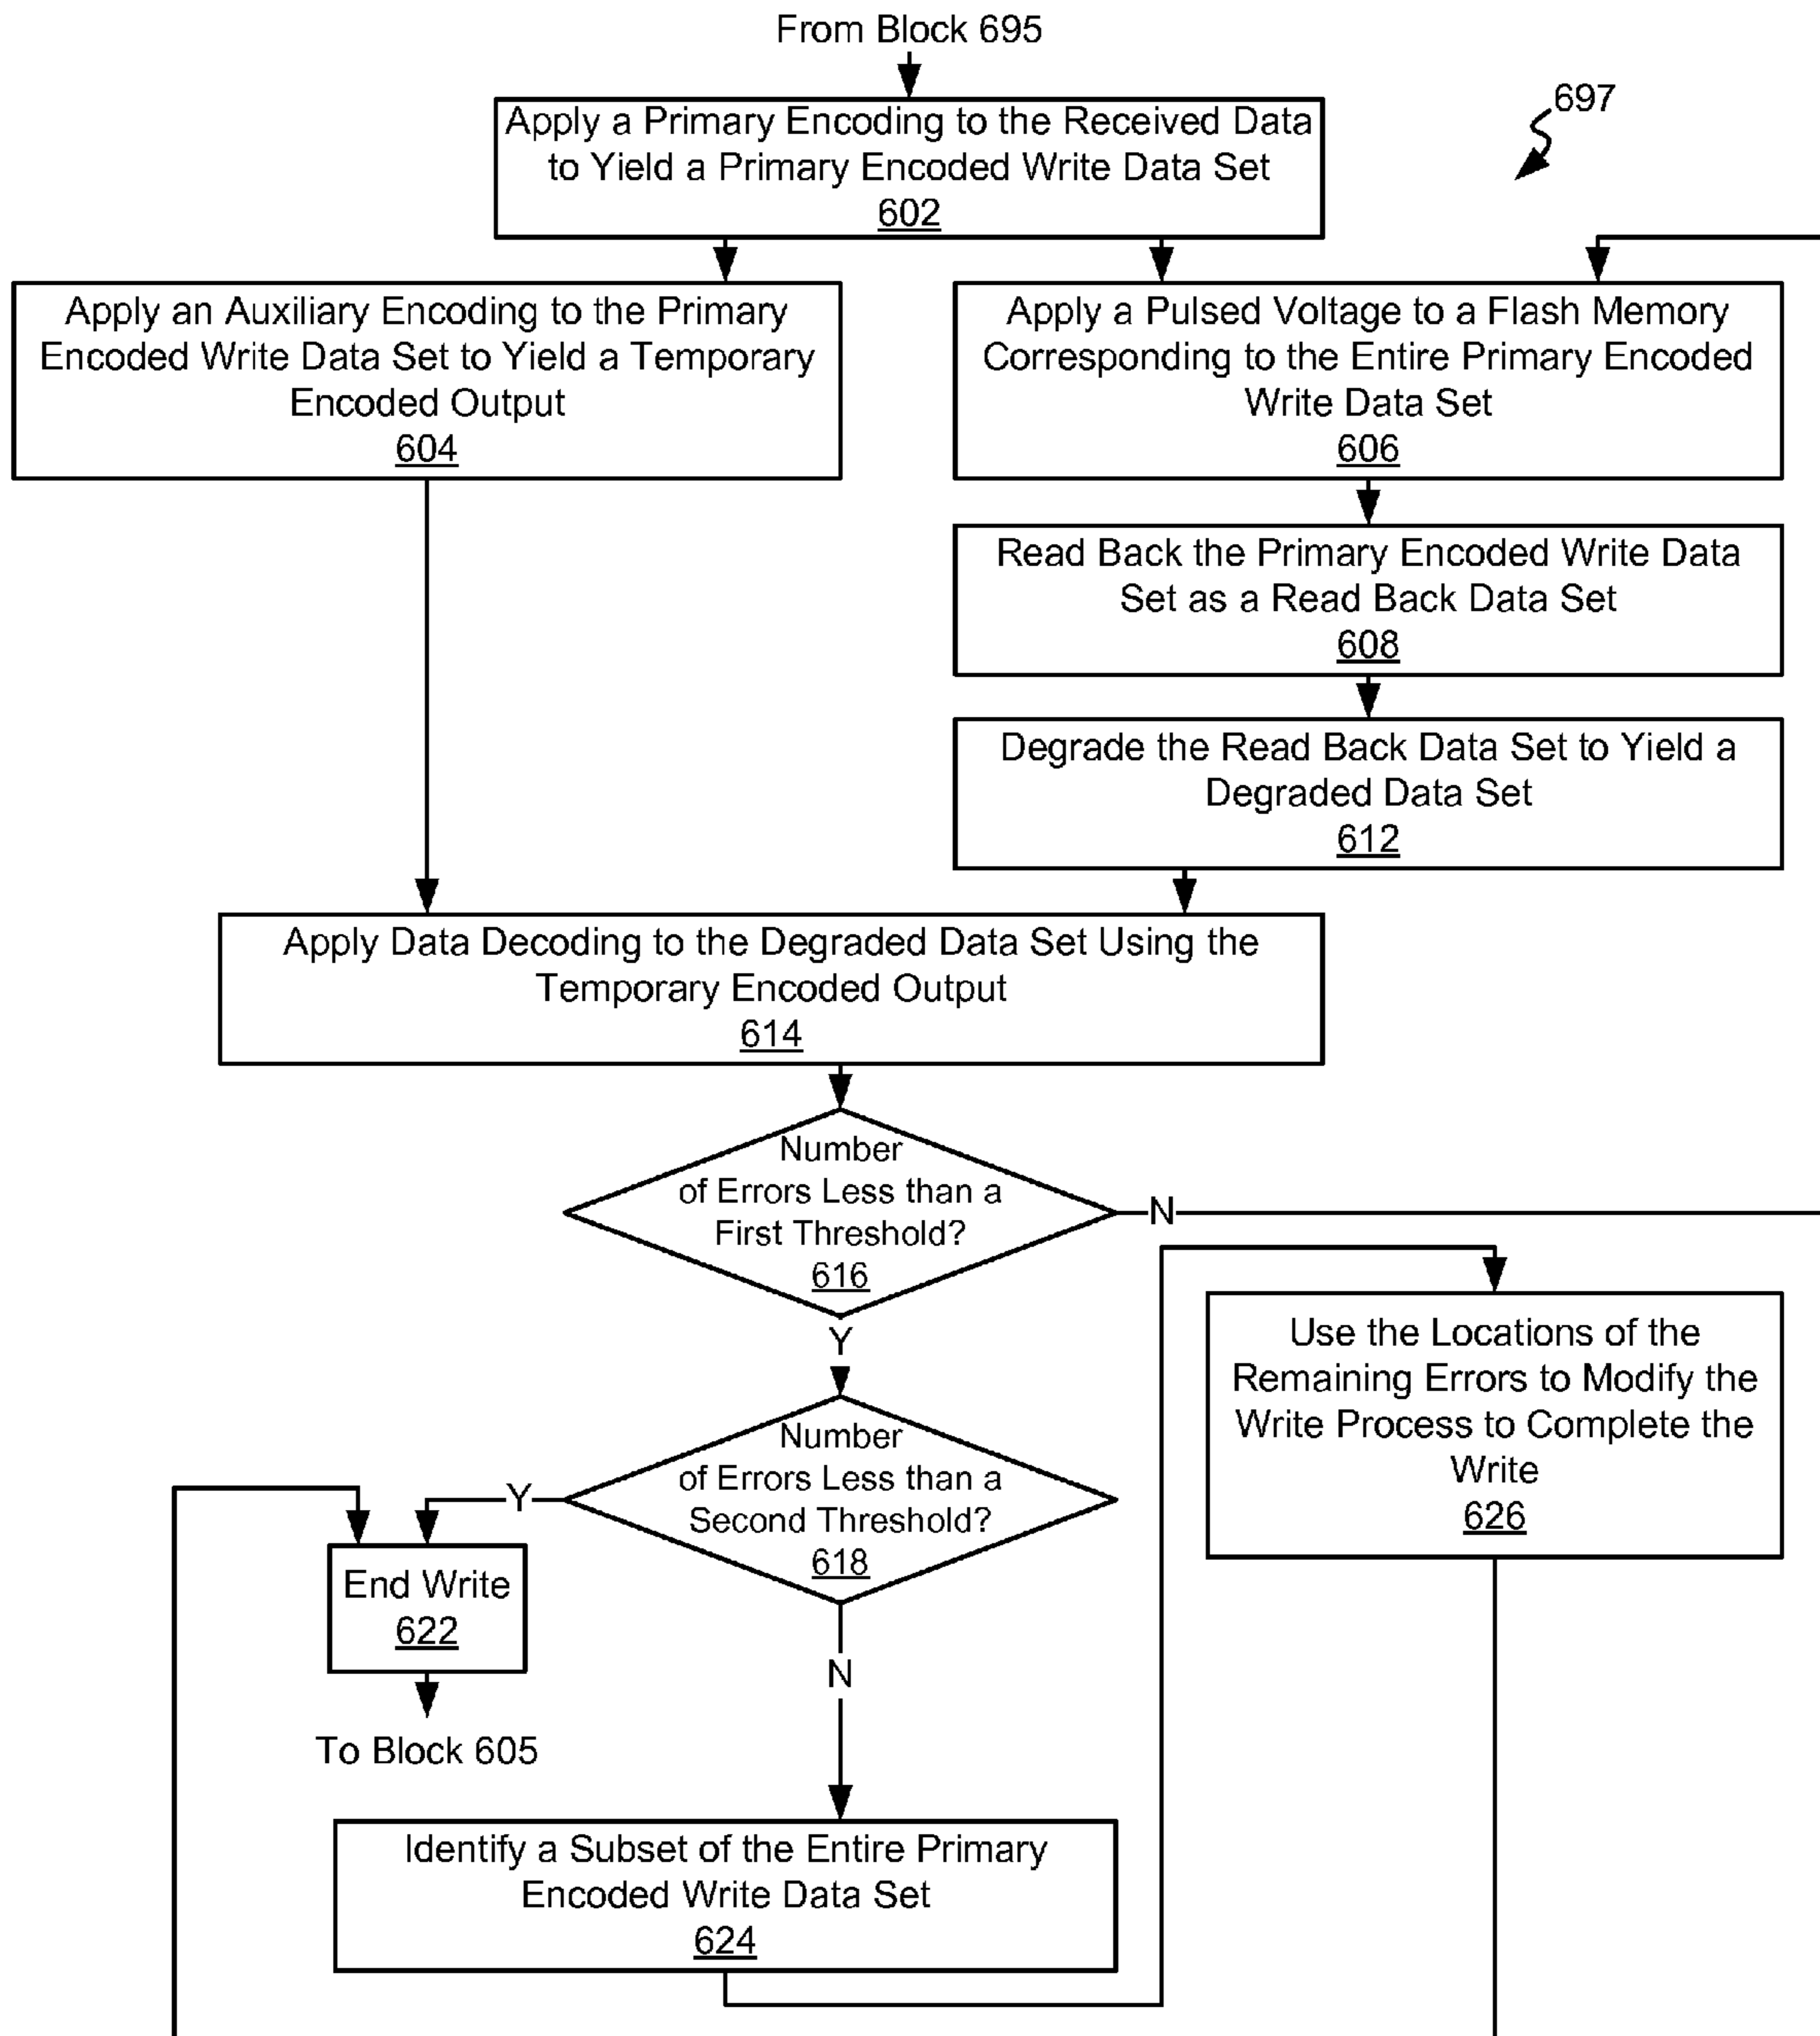 From Block 695
697
Apply a Primary Encoding to the Received Data
to Yield a Primary Encoded Write Data Set
602
Apply an Auxiliary Encoding to the Primary
Encoded Write Data Set to Yield a Temporary
Encoded Output
604
Apply a Pulsed Voltage to a Flash Memory
Corresponding to the Entire Primary Encoded
Write Data Set
606
Read Back the Primary Encoded Write Data
Set as a Read Back Data Set
608
Degrade the Read Back Data Set to Yield a
Degraded Data Set
612
Apply Data Decoding to the Degraded Data Set Using the
Temporary Encoded Output
614
Number
of Errors Less than a
First Threshold?
616
N
Y
Number
of Errors Less than a
Second Threshold?
618
Y
N
End Write
622
To Block 605
Use the Locations of the
Remaining Errors to Modify the
Write Process to Complete the
Write
626
Identify a Subset of the Entire Primary
Encoded Write Data Set
624